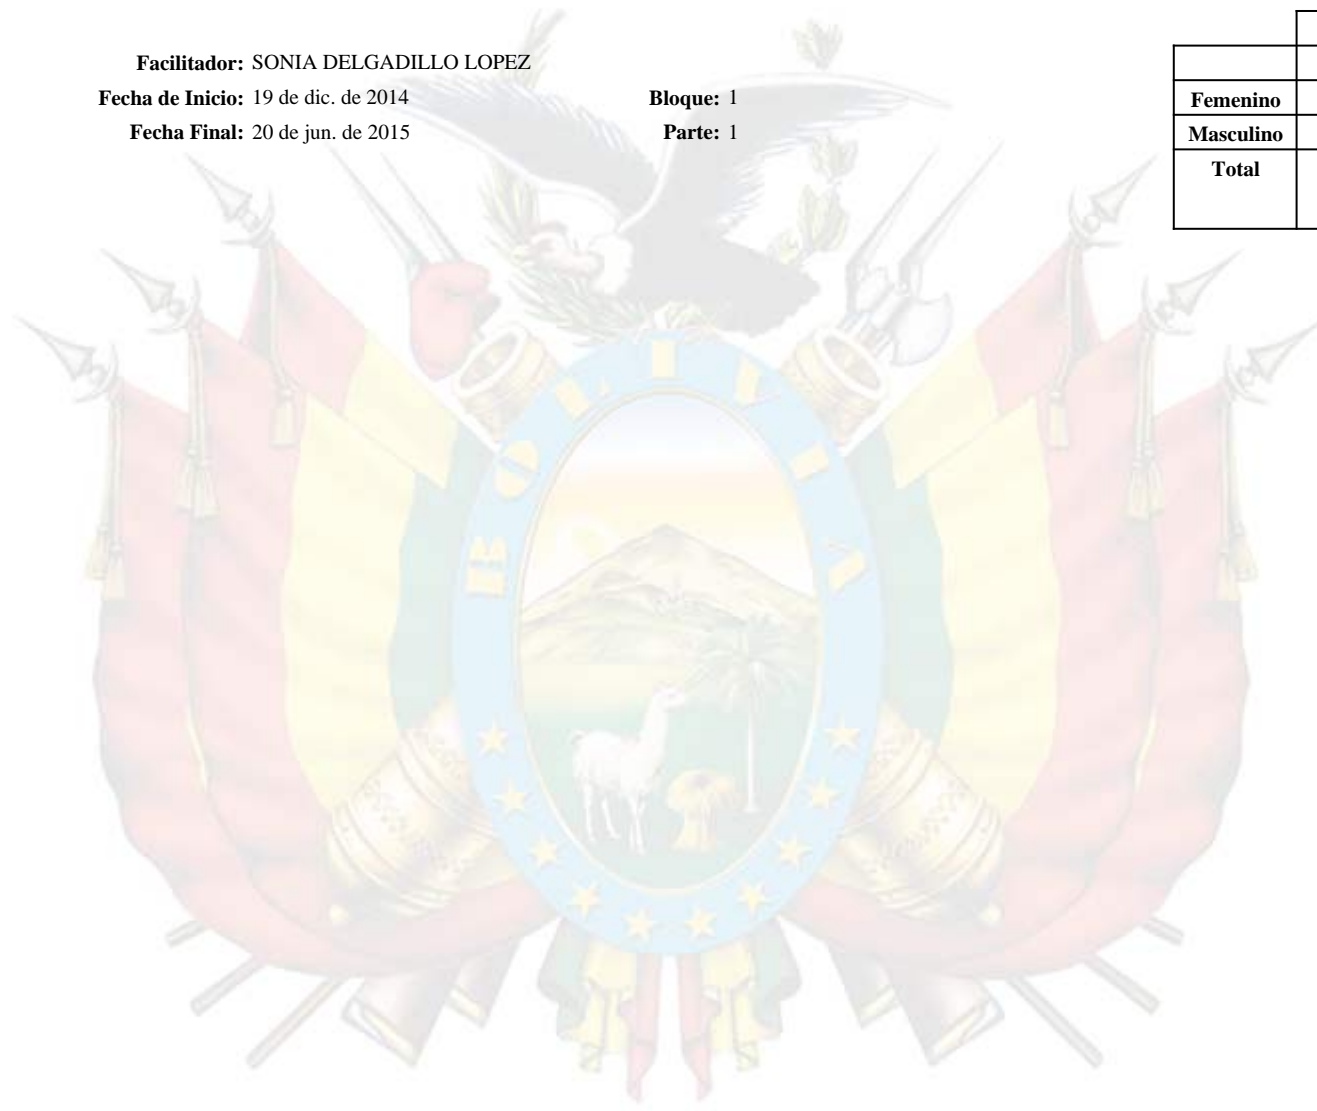 Facilitador: SONIA DELGADILLO LOPEZ
Fecha de Inicio: 19 de dic. de 2014 Bloque: 1
Fecha Final: 20 de jun. de 2015 Parte: 1
Femenino
Masculino
Total
BOLIVIA